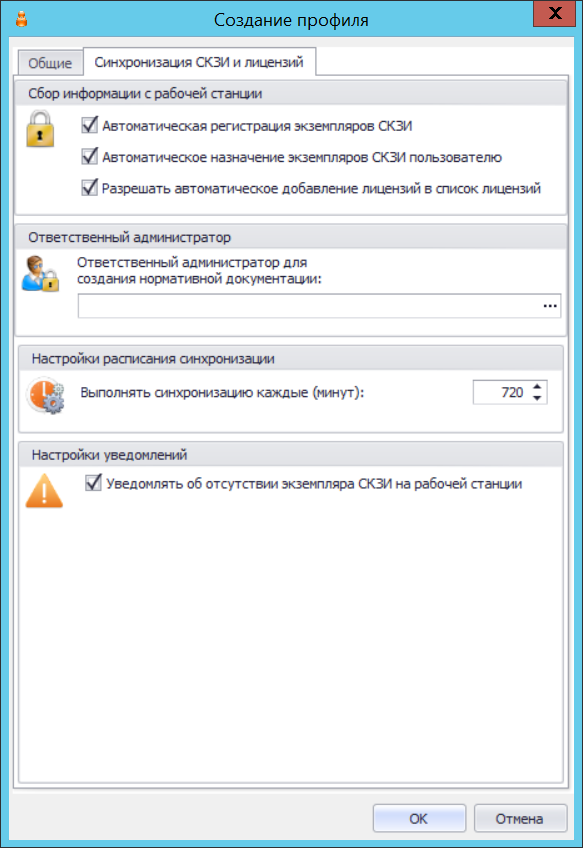 Создание профиля
Общие
Синхронизация СКЗИ и лицензий
Сбор информации с рабочей станции
Автоматическая регистрация экземпляров СКЗИ
Автоматическое назначение экземпляров СКЗИ пользователю
Разрешать автоматическое добавление лицензий в список лицензий
Ответственный администратор
Ответственный администратор для
создания нормативной документации:
...
Настройки расписания синхронизации
Выполнять синхронизацию каждые (минут):
720
Настройки уведомлений
Уведомлять об отсутствии экземпляра СКЗИ на рабочей станции
ОК
Отмена